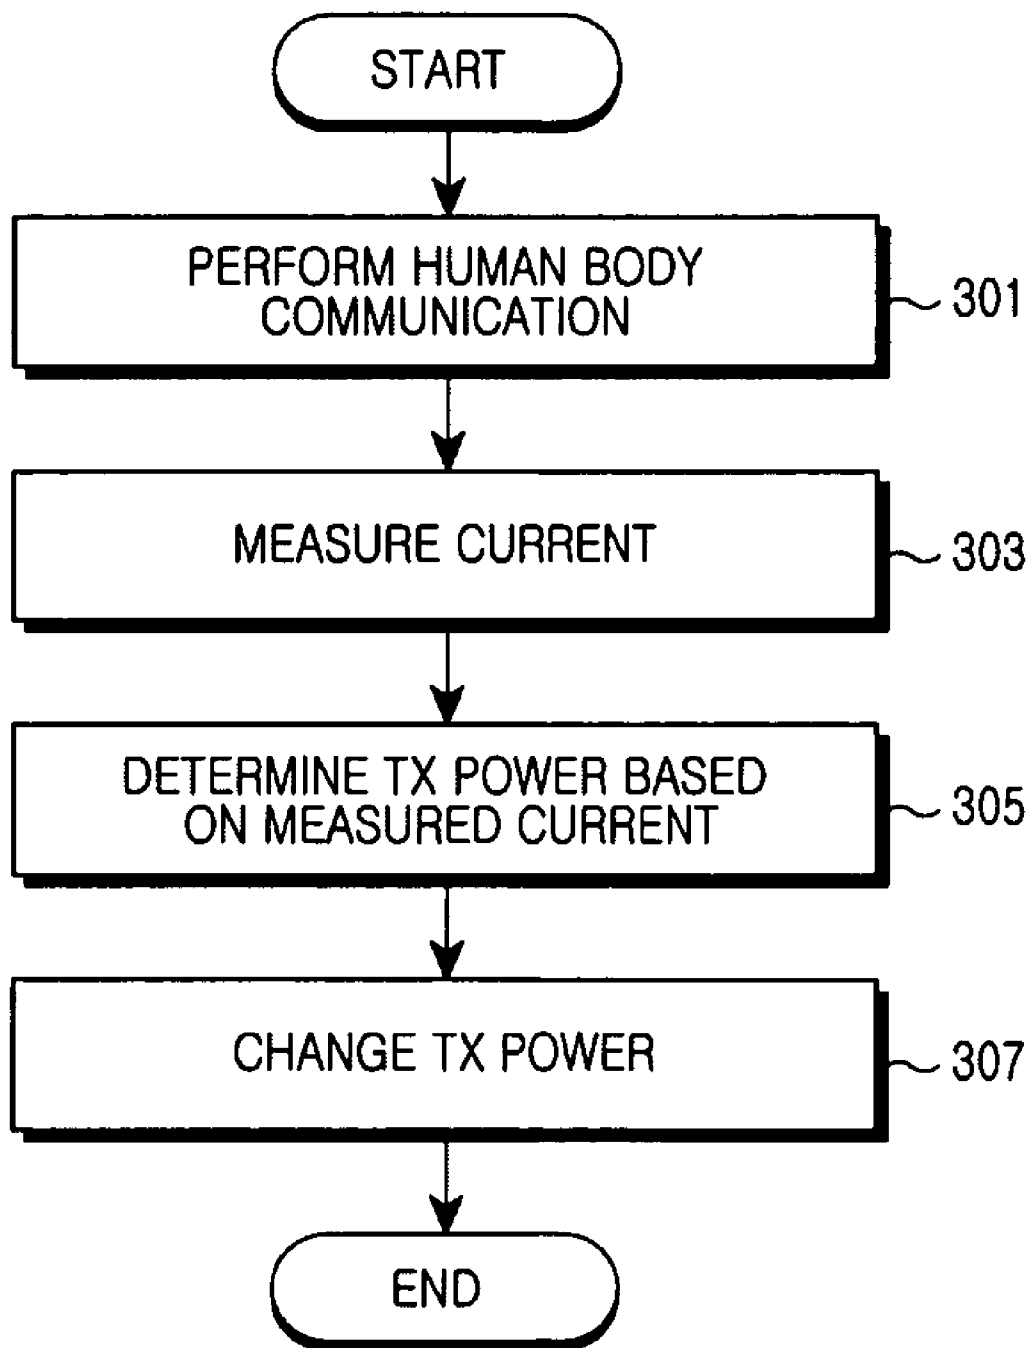 START
PERFORM HUMAN BODY
COMMUNICATION
301
MEASURE CURRENT
303
DETERMINE TX POWER BASED
ON MEASURED CURRENT
305
CHANGE TX POWER
307
END